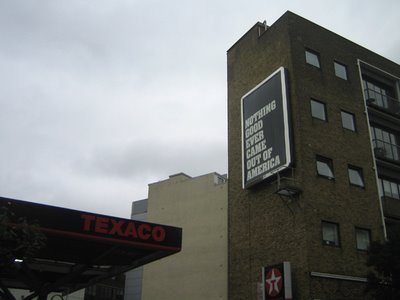 NOTHING
GOOD
EVER
CAME
OUT OF
AMERICA
TEXACO